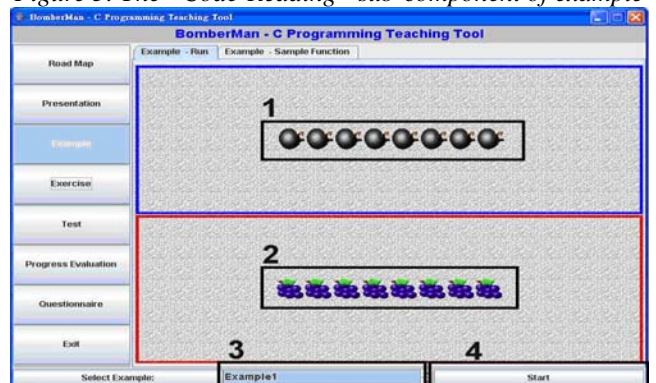 Figure 3. The "Code Reading" sub-component of example
BomberMan - C Programming Teaching Tool
BomberMan - C Programming Teaching Tool
Road Map
Example - Run
Example - Sample Function
Presentation
1
Example
Exercise
Test
2
Progress Evaluation
Questionnaire
Exit
3
4
Select Example:
Example1
Start